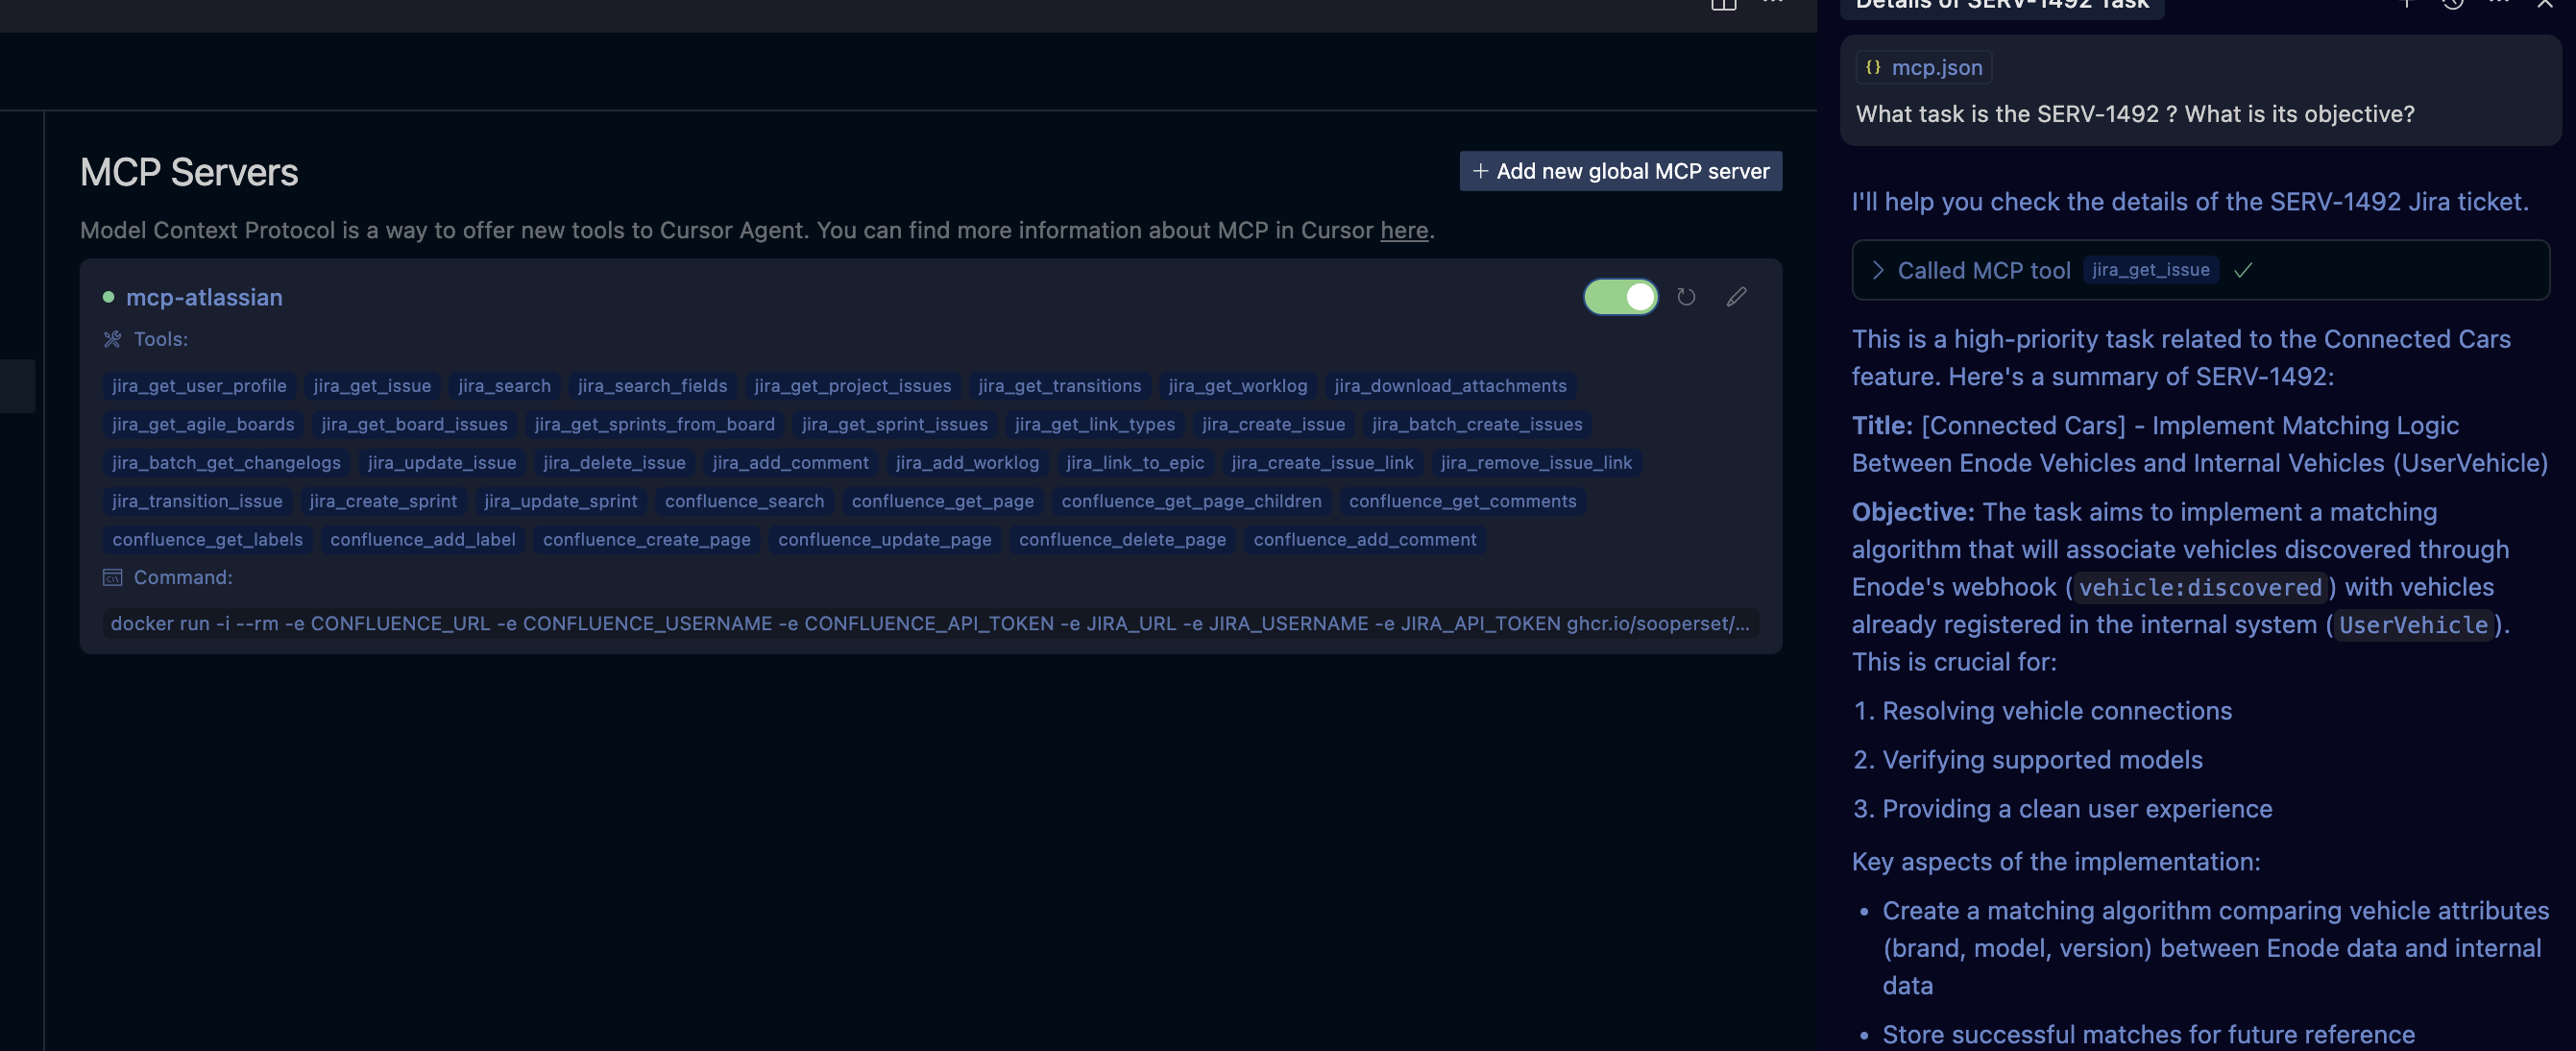 MCP Servers
+ Add new global MCP server
Model Context Protocol is a way to offer new tools to Cursor Agent. You can find more information about MCP in Cursor here.
mcp-atlassian
Tools:
jira_get_user_profile jira_get_issue jira_search jira_search_fields jira_get_project_issues jira_get_transitions jira_get_worklog jira_download_attachments
jira_get_agile_boards jira_get_board_issues jira_get_sprints_from_board jira_get_sprint_issues jira_get_link_types jira_create_issue jira_batch_create_issues
jira_batch_get_changelogs jira_update_issue jira_delete_issue jira_add_comment jira_add_worklog jira_link_to_epic jira_create_issue_link jira_remove_issue_link
jira_transition_issue jira_create_sprint jira_update_sprint confluence_search confluence_get_page confluence_get_page_children confluence_get_comments
confluence_get_labels confluence_add_label confluence_create_page confluence_update_page confluence_delete_page confluence_add_comment
Command:
docker run -i --rm -e CONFLUENCE_URL -e CONFLUENCE_USERNAME -e CONFLUENCE_API_TOKEN -e JIRA_URL -e JIRA_USERNAME -e JIRA_API_TOKEN ghcr.io/sooperset/...
Details of SERV-1492 Task
{} mcp.json
What task is the SERV-1492 ? What is its objective?
I'll help you check the details of the SERV-1492 Jira ticket.
Called MCP tool jira_get_issue
This is a high-priority task related to the Connected Cars
feature. Here's a summary of SERV-1492:
Title: [Connected Cars] - Implement Matching Logic
Between Enode Vehicles and Internal Vehicles (UserVehicle)
Objective: The task aims to implement a matching
algorithm that will associate vehicles discovered through
Enode's webhook (vehicle:discovered) with vehicles
already registered in the internal system (UserVehicle).
This is crucial for:
1. Resolving vehicle connections
2. Verifying supported models
3. Providing a clean user experience
Key aspects of the implementation:
• Create a matching algorithm comparing vehicle attributes
(brand, model, version) between Enode data and internal
data
• Store successful matches for future reference